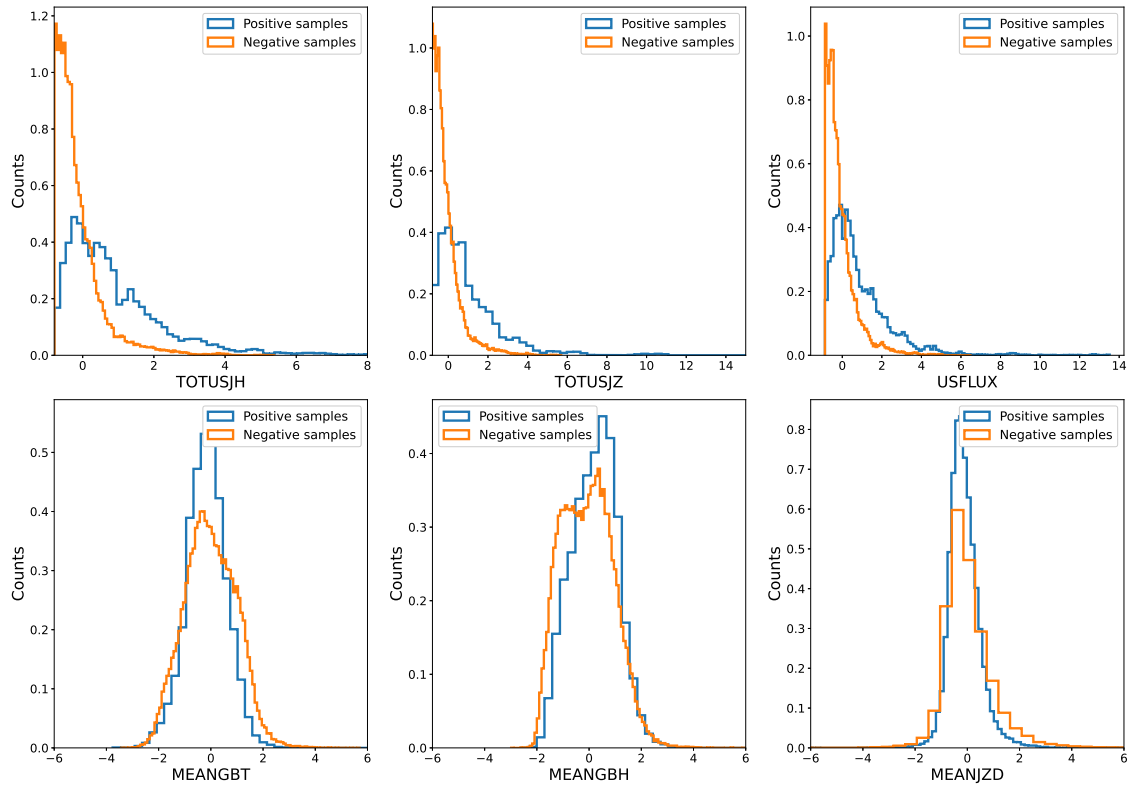 Positive samples
Negative samples
1.2
1.0
0.8
0.6
0.4
0.2
0.0
Counts
0 2 4 6 8
TOTUSJH
Positive samples
Negative samples
1.0
0.8
0.6
0.4
0.2
0.0
Counts
0 2 4 6 8 10 12 14
TOTUSJZ
Positive samples
Negative samples
1.0
0.8
0.6
0.4
0.2
0.0
Counts
0 2 4 6 8 10 12 14
USFLUX
Positive samples
Negative samples
0.5
0.4
0.3
0.2
0.1
0.0
Counts
−6 −4 −2 0 2 4 6
MEANGBT
Positive samples
Negative samples
0.4
0.3
0.2
0.1
0.0
Counts
−6 −4 −2 0 2 4 6
MEANGBH
Positive samples
Negative samples
0.8
0.7
0.6
0.5
0.4
0.3
0.2
0.1
0.0
Counts
−6 −4 −2 0 2 4 6
MEANJZD